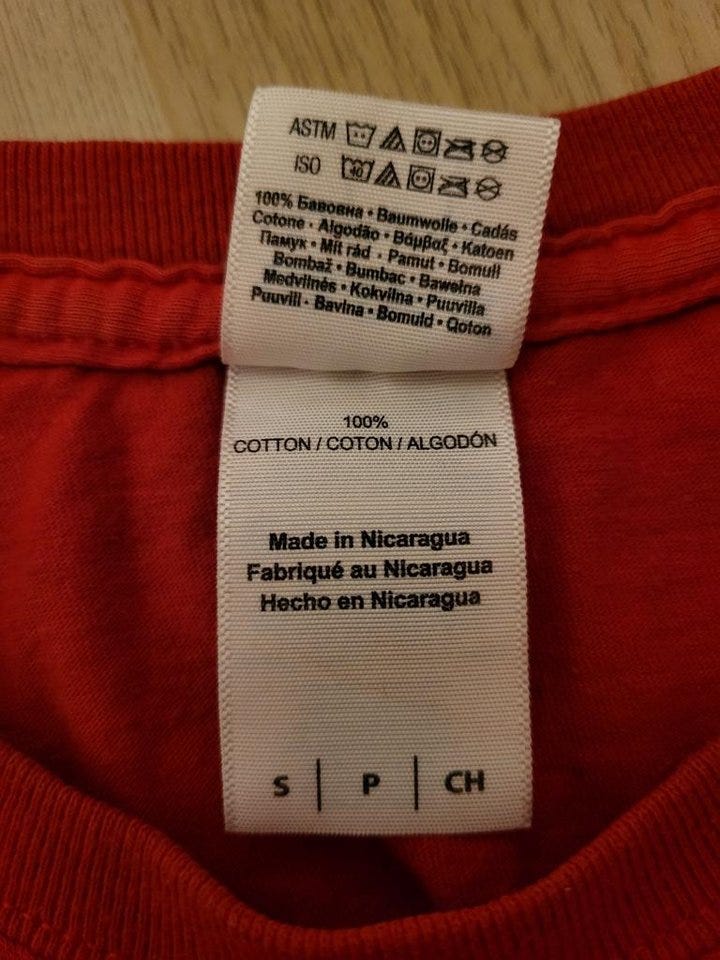 ASTM
ISO 40
100% Бавовна • Baumwolle • Cadás
Cotone • Algodão • Βάμβαξ • Katoen
Памук • Mit rád • Pamut • Bomull
Bombaž • Bumbac • Bawełna
Medvilnės • Kokvilna • Puuvilla
Puuvill • Bavlna • Bomuld • Qoton
100%
COTTON / COTON / ALGODÓN
Made in Nicaragua
Fabriqué au Nicaragua
Hecho en Nicaragua
S | P | CH